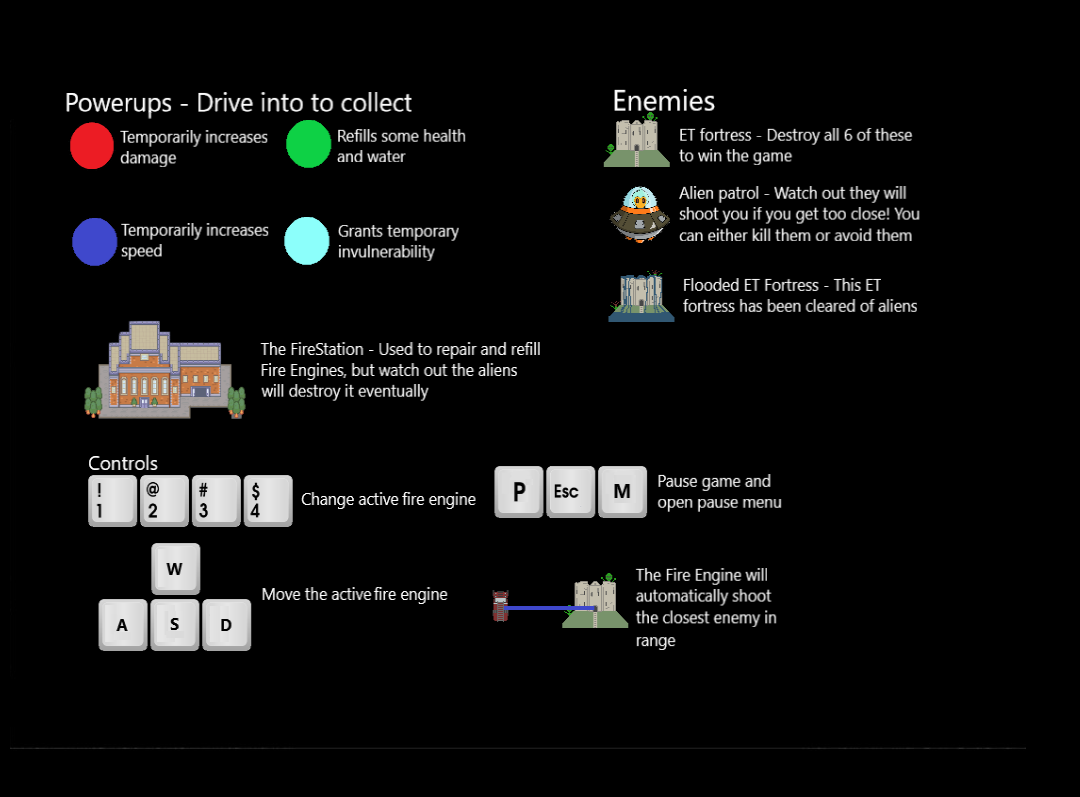 Powerups - Drive into to collect
Temporarily increases
damage
Refills some health
and water
Temporarily increases
speed
Grants temporary
invulnerability
Enemies
ET fortress - Destroy all 6 of these
to win the game
Alien patrol - Watch out they will
shoot you if you get too close! You
can either kill them or avoid them
Flooded ET Fortress - This ET
fortress has been cleared of aliens
The FireStation - Used to repair and refill
Fire Engines, but watch out the aliens
will destroy it eventually
Controls
! @ # $
1 2 3 4
Change active fire engine
P Esc M
Pause game and
open pause menu
W
A S D
Move the active fire engine
The Fire Engine will
automatically shoot
the closest enemy in
range